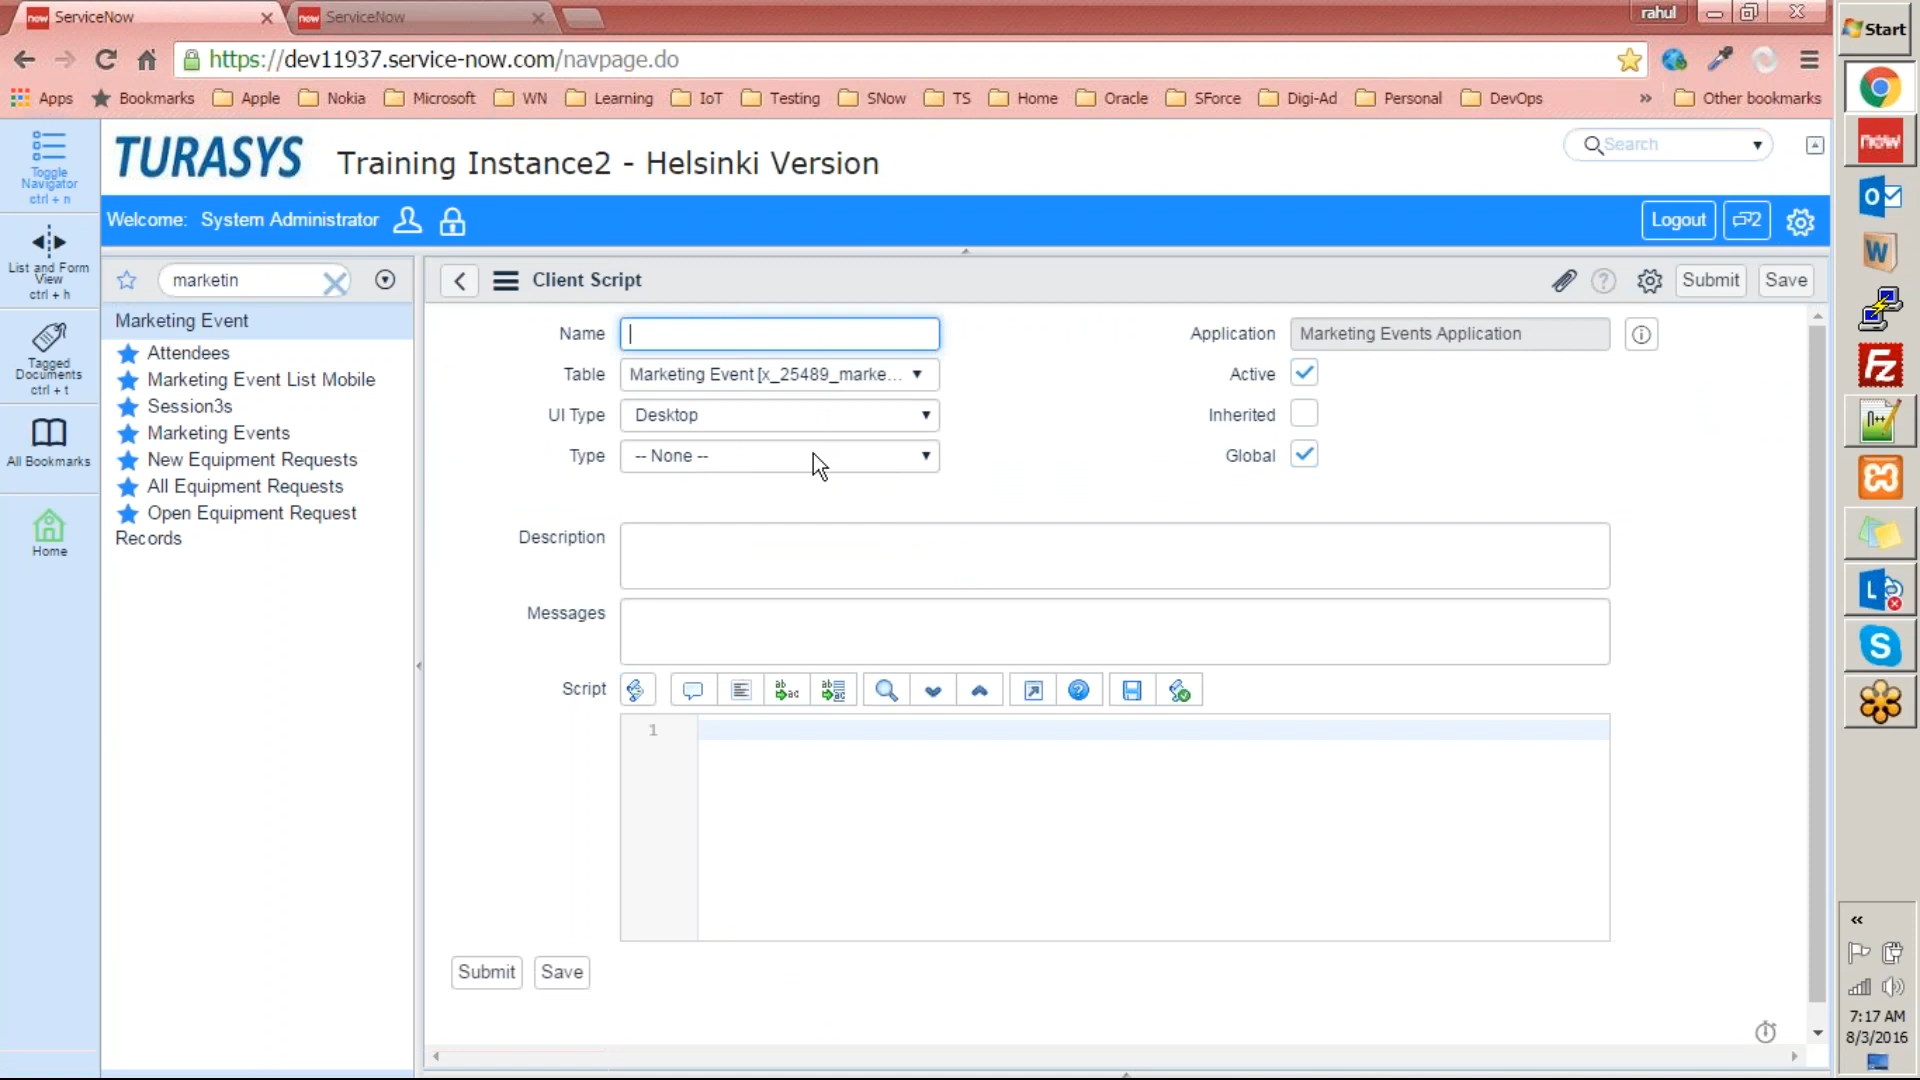 now ServiceNow
now ServiceNow
rahul
Start
https://dev11937.service-now.com/navpage.do
Apps Bookmarks Apple Nokia Microsoft WN Learning IoT Testing SNow TS Home Oracle SForce Digi-Ad Personal DevOps » Other bookmarks
Toggle
Navigator
ctrl + n
TURASYS Training Instance2 - Helsinki Version
Search
now
Welcome: System Administrator
Logout
2
List and Form
View
ctrl + h
marketin
Client Script
Submit
Save
Marketing Event
Attendees
Marketing Event List Mobile
Session3s
Marketing Events
New Equipment Requests
All Equipment Requests
Open Equipment Request
Records
Tagged
Documents
ctrl + t
All Bookmarks
Home
Name
Application Marketing Events Application
Table Marketing Event [x_25489_marke...
Active
UI Type Desktop
Inherited
Type -- None --
Global
Description
Messages
Script
1
Submit
Save
«
7:17 AM
8/3/2016